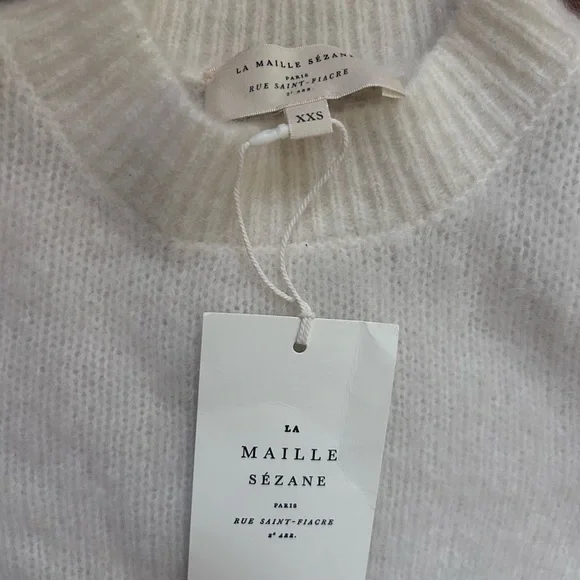 LA MAILLE SÉZANE
PARIS
RUE SAINT-FIACRE
2ᵉ ARR.
XXS
LA
MAILLE
SÉZANE
PARIS
RUE SAINT-FIACRE
2ᵉ ARR.